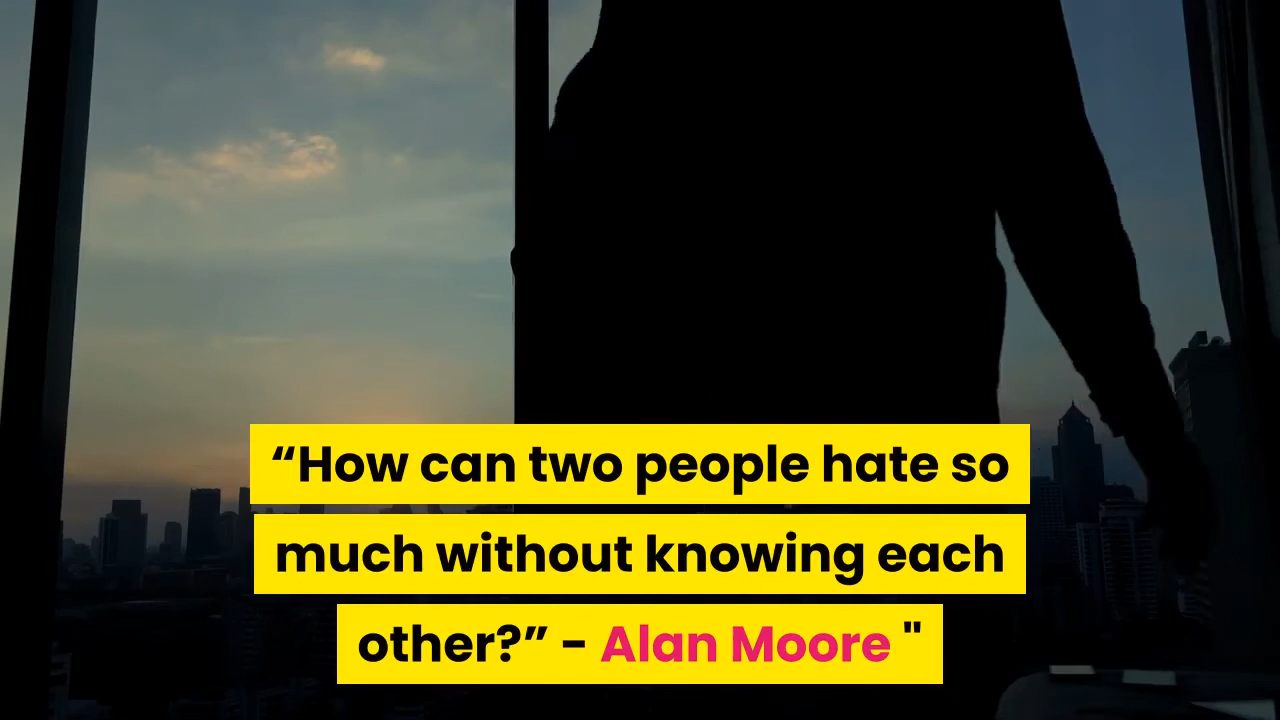 “How can two people hate so
much without knowing each
other?” - Alan Moore "